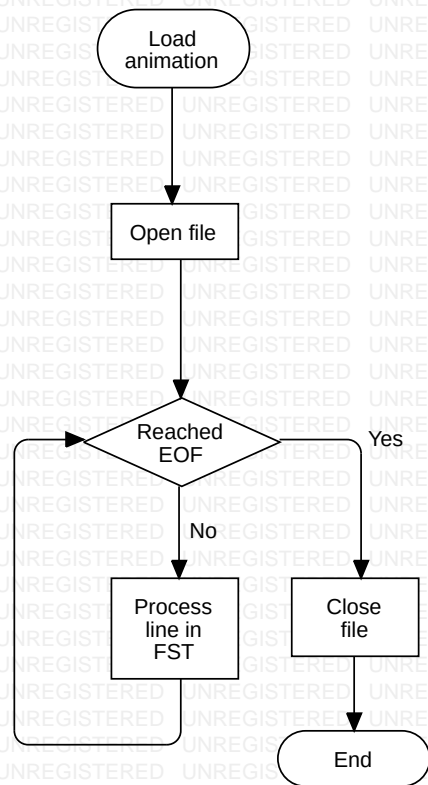 Load
animation
Open file
Reached
EOF
Yes
No
Process
line in
FST
Close
file
End
UNREGISTERED